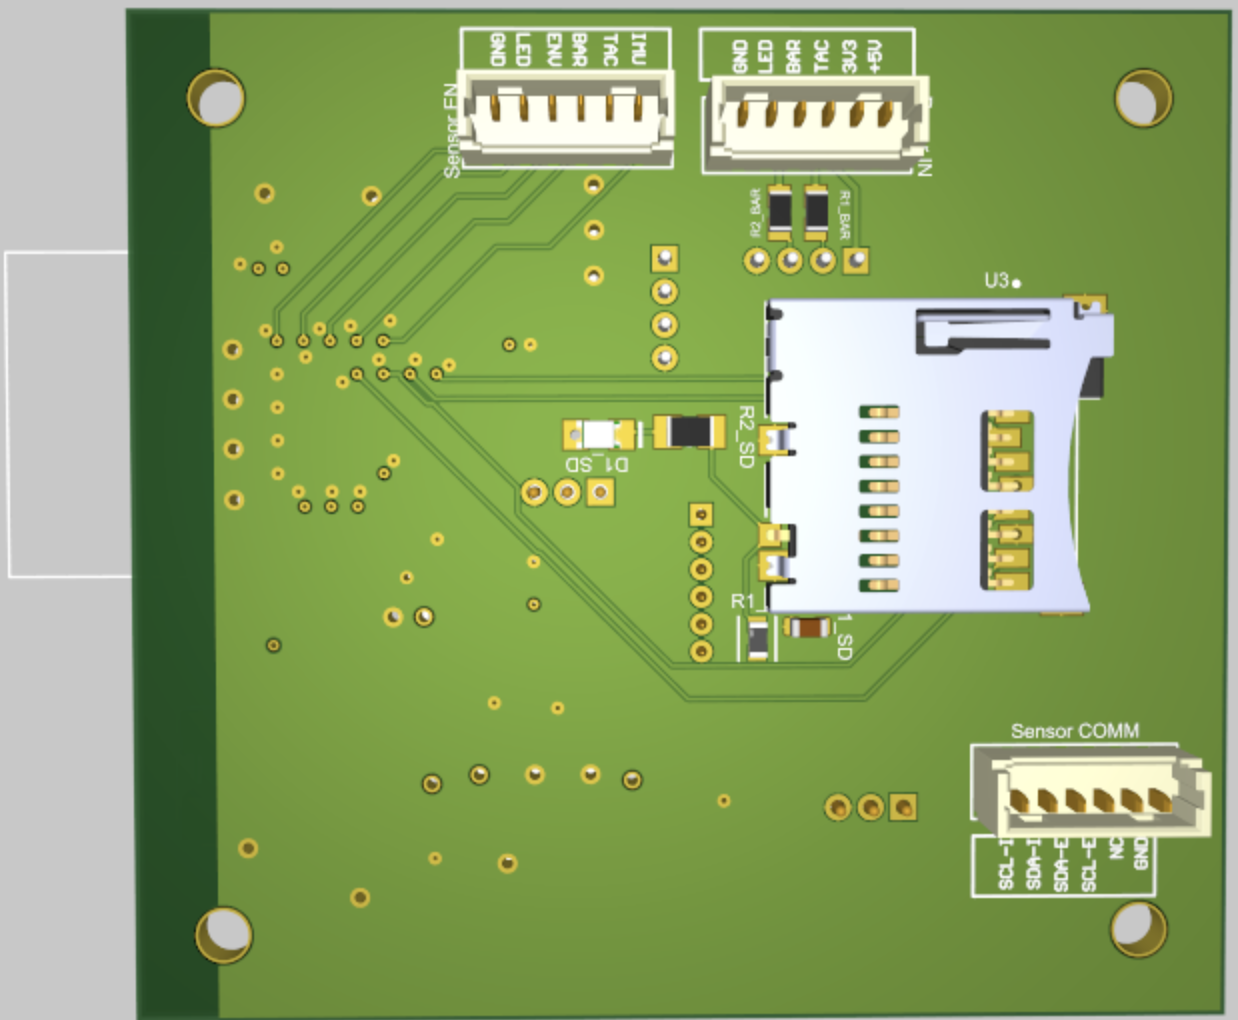 GND
LED
ENV
BAR
TAC
IMU
Sensor EN
GND
LED
BAR
TAC
3V3
+5V
IN
R2_BAR
R1_BAR
U3
R2_SD
D1_SD
R1_
1_SD
Sensor COMM
SCL-I
SDA-I
SDA-E
SCL-E
NC
GND